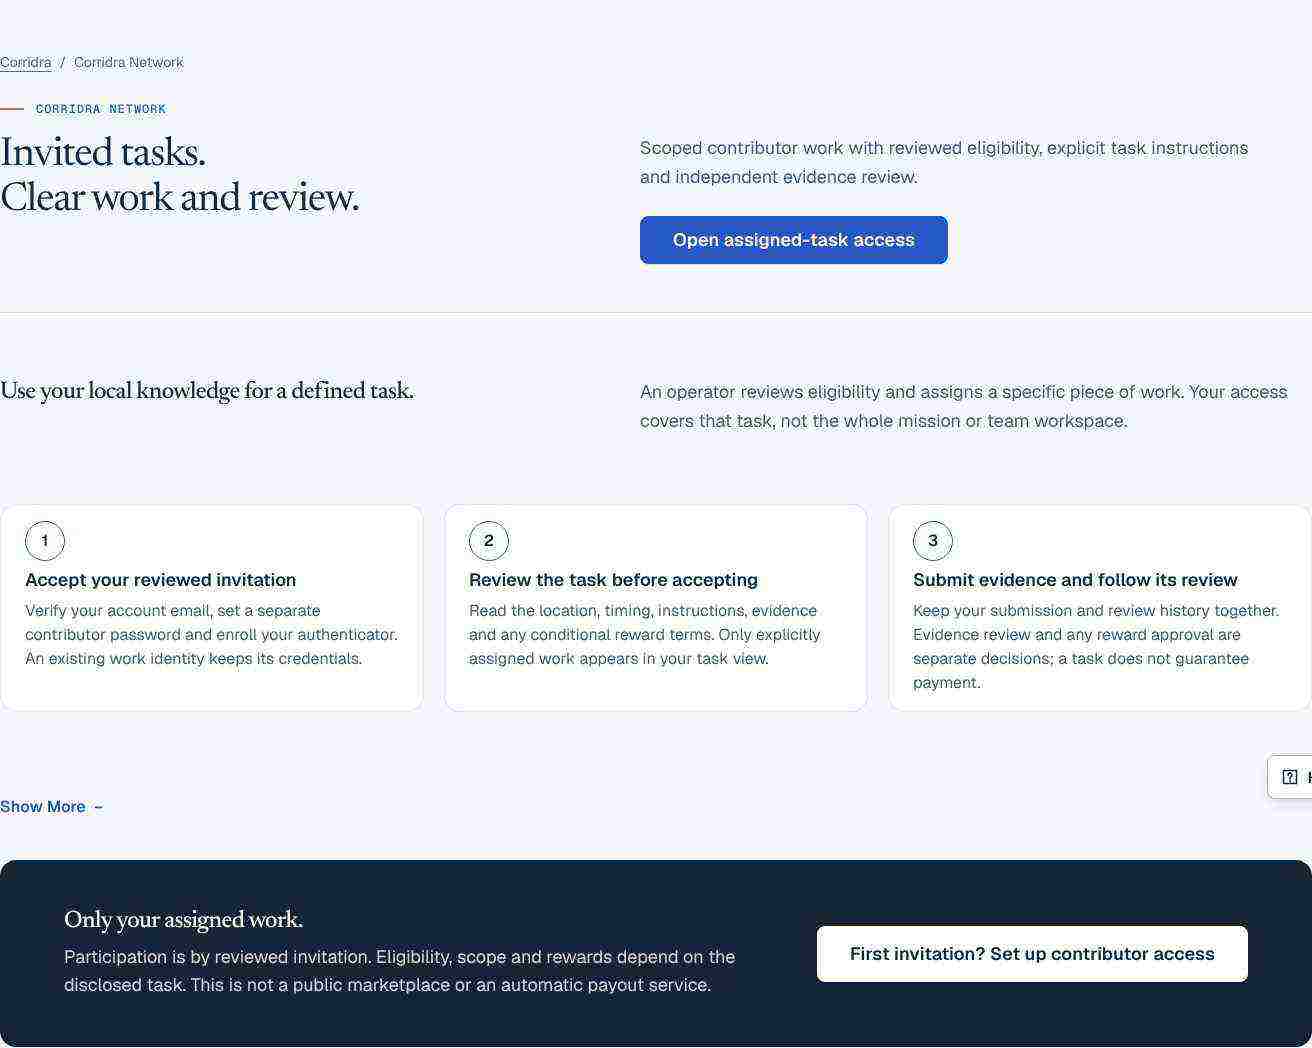 Corridra / Corridra Network
CORRIDRA NETWORK
Invited tasks.
Clear work and review.
Scoped contributor work with reviewed eligibility, explicit task instructions
and independent evidence review.
Open assigned-task access
Use your local knowledge for a defined task.
An operator reviews eligibility and assigns a specific piece of work. Your access
covers that task, not the whole mission or team workspace.
1
Accept your reviewed invitation
Verify your account email, set a separate
contributor password and enroll your authenticator.
An existing work identity keeps its credentials.
2
Review the task before accepting
Read the location, timing, instructions, evidence
and any conditional reward terms. Only explicitly
assigned work appears in your task view.
3
Submit evidence and follow its review
Keep your submission and review history together.
Evidence review and any reward approval are
separate decisions; a task does not guarantee
payment.
Show More –
Only your assigned work.
Participation is by reviewed invitation. Eligibility, scope and rewards depend on the
disclosed task. This is not a public marketplace or an automatic payout service.
First invitation? Set up contributor access